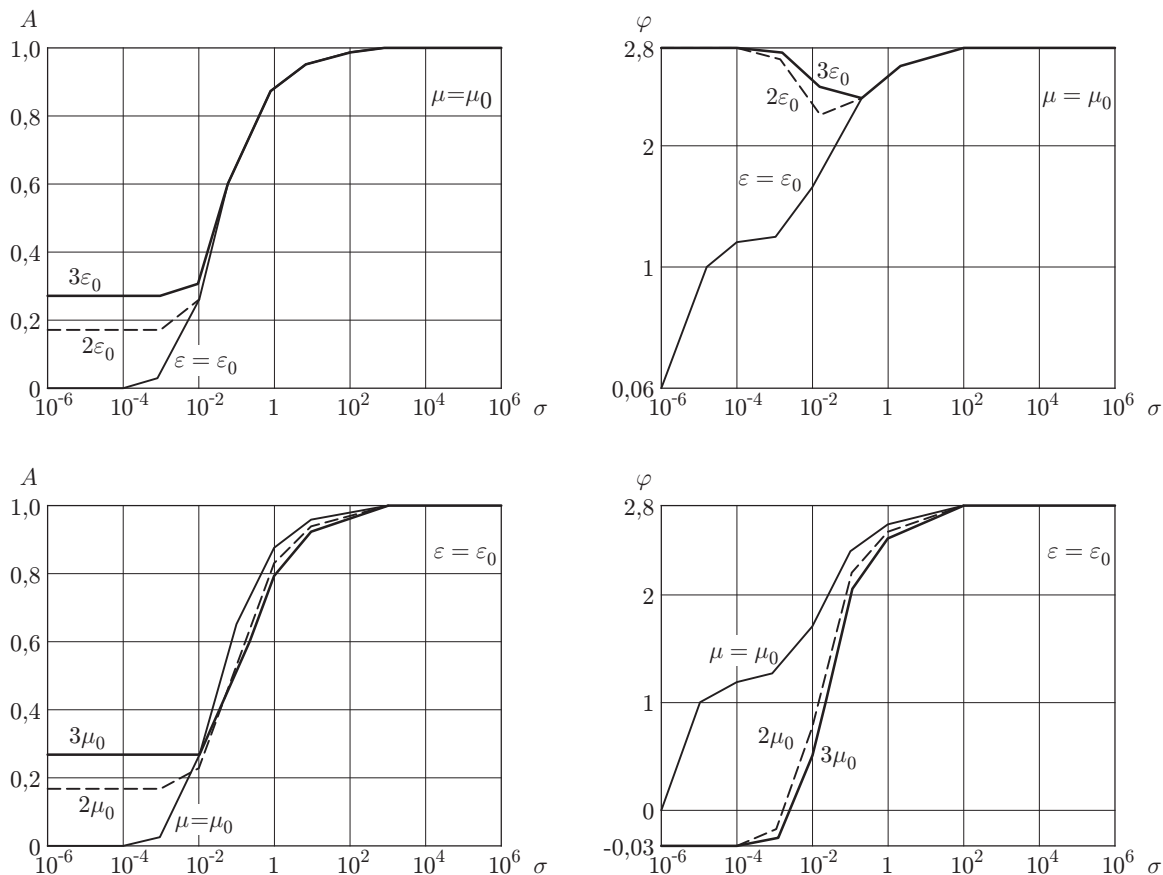 A
1,0
0,8
0,6
0,4
0,2
0
μ=μ₀
3ε₀
2ε₀
ε = ε₀
10⁻⁶ 10⁻⁴ 10⁻² 1 10² 10⁴ 10⁶ σ
φ
2,8
2
1
0,06
3ε₀
2ε₀
μ = μ₀
ε = ε₀
10⁻⁶ 10⁻⁴ 10⁻² 1 10² 10⁴ 10⁶ σ
A
1,0
0,8
0,6
0,4
0,2
0
ε = ε₀
3μ₀
2μ₀
μ=μ₀
10⁻⁶ 10⁻⁴ 10⁻² 1 10² 10⁴ 10⁶ σ
φ
2,8
2
1
0
-0,03
ε = ε₀
μ = μ₀
2μ₀
3μ₀
10⁻⁶ 10⁻⁴ 10⁻² 1 10² 10⁴ 10⁶ σ